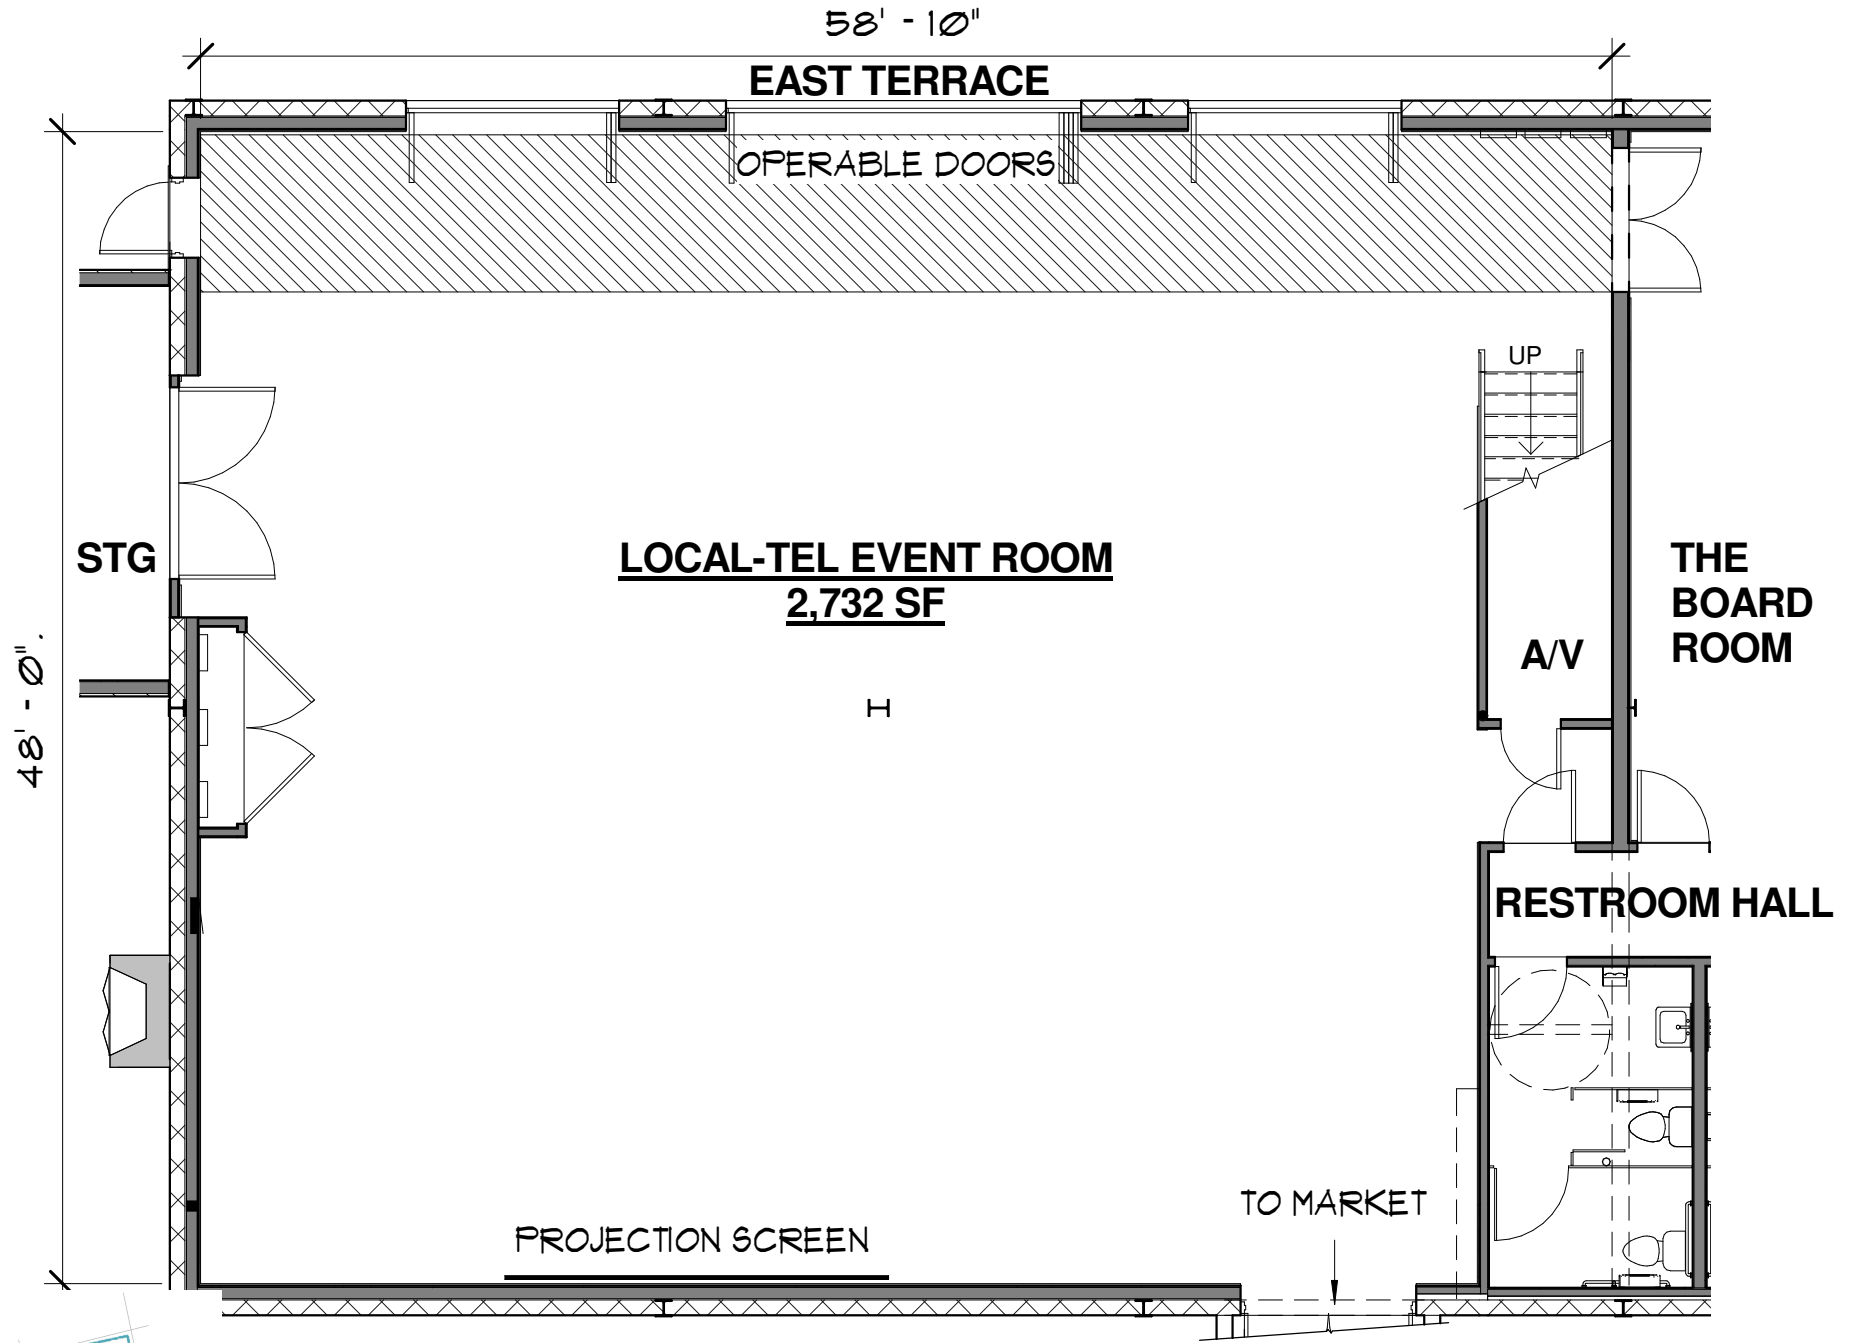 58' - 10"
EAST TERRACE
OPERABLE DOORS
UP
LOCAL-TEL EVENT ROOM
2,732 SF
STG
THE
BOARD
ROOM
A/V
48' - 0".
RESTROOM HALL
TO MARKET
PROJECTION SCREEN